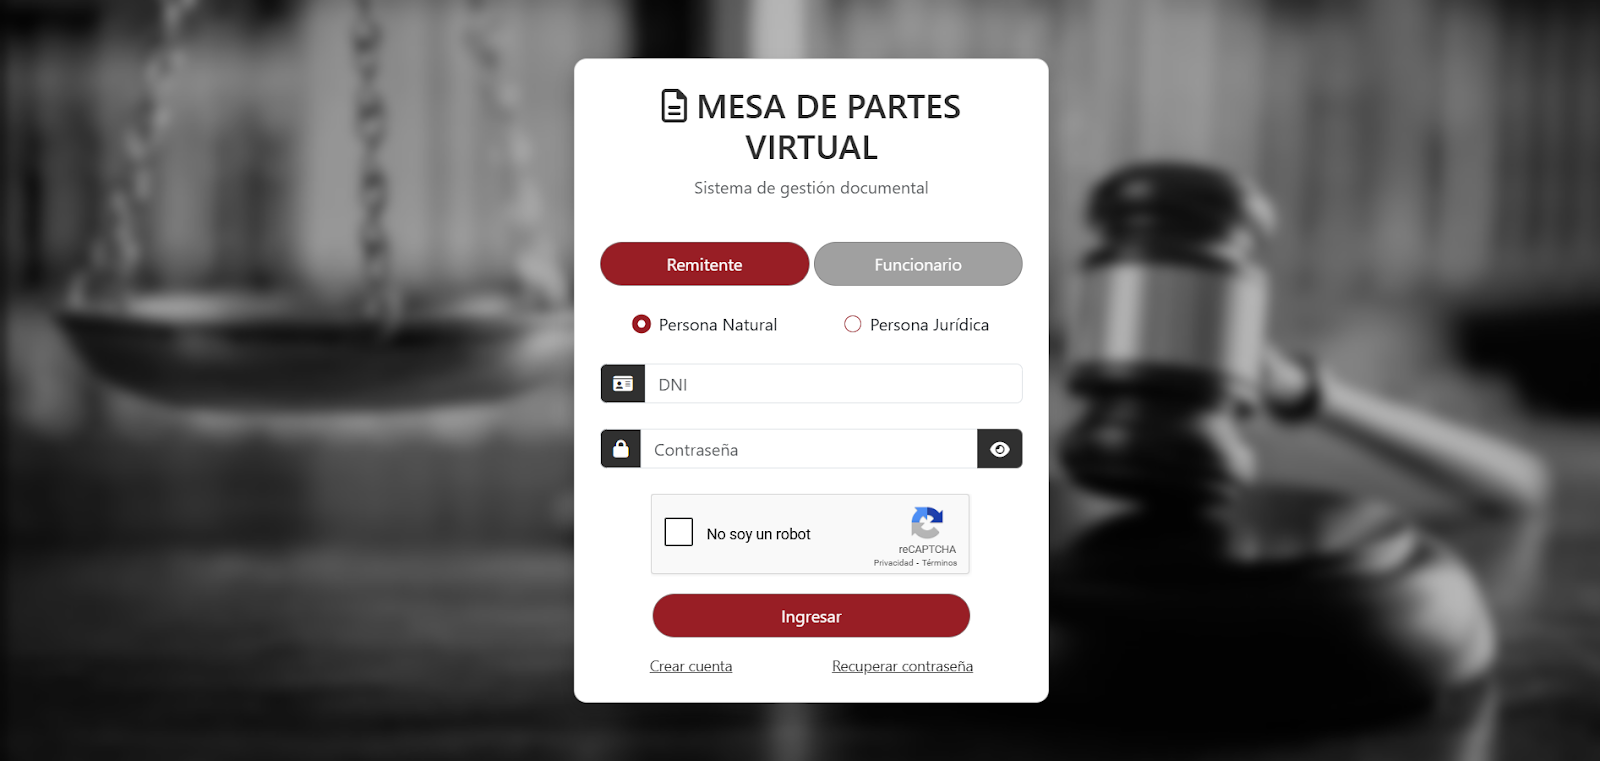 MESA DE PARTES
VIRTUAL
Sistema de gestión documental
Remitente
Funcionario
Persona Natural
Persona Jurídica
DNI
Contraseña
No soy un robot
reCAPTCHA
Privacidad - Términos
Ingresar
Crear cuenta
Recuperar contraseña